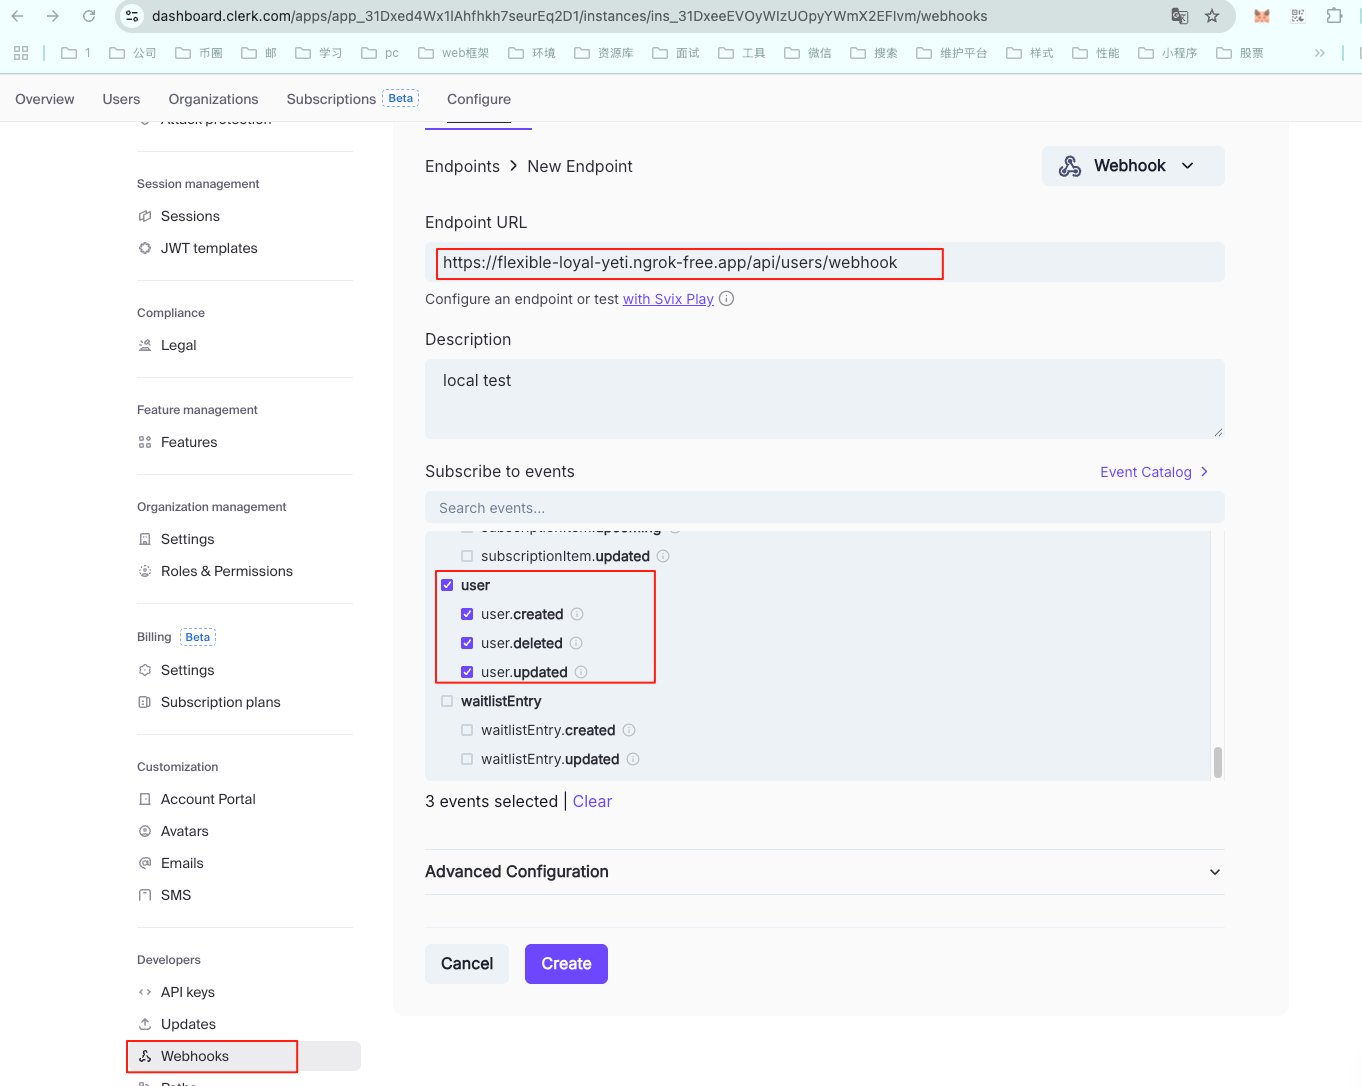 dashboard.clerk.com/apps/app_31Dxed4Wx1lAhfhkh7seurEq2D1/instances/ins_31DxeeEVOyWIzUOpyYWmX2EFlvm/webhooks
1 公司 币圈 邮 学习 pc web框架 环境 资源库 面试 工具 微信 搜索 维护平台 样式 性能 小程序 股票
Overview Users Organizations Subscriptions Beta Configure
Attack protection
Session management
Sessions
JWT templates
Compliance
Legal
Feature management
Features
Organization management
Settings
Roles & Permissions
Billing Beta
Settings
Subscription plans
Customization
Account Portal
Avatars
Emails
SMS
Developers
API keys
Updates
Webhooks
Endpoints > New Endpoint
Webhook
Endpoint URL
https://flexible-loyal-yeti.ngrok-free.app/api/users/webhook
Configure an endpoint or test with Svix Play
Description
local test
Subscribe to events
Event Catalog >
Search events...
subscriptionItem.upcoming
subscriptionItem.updated
user
user.created
user.deleted
user.updated
waitlistEntry
waitlistEntry.created
waitlistEntry.updated
3 events selected | Clear
Advanced Configuration
Cancel
Create